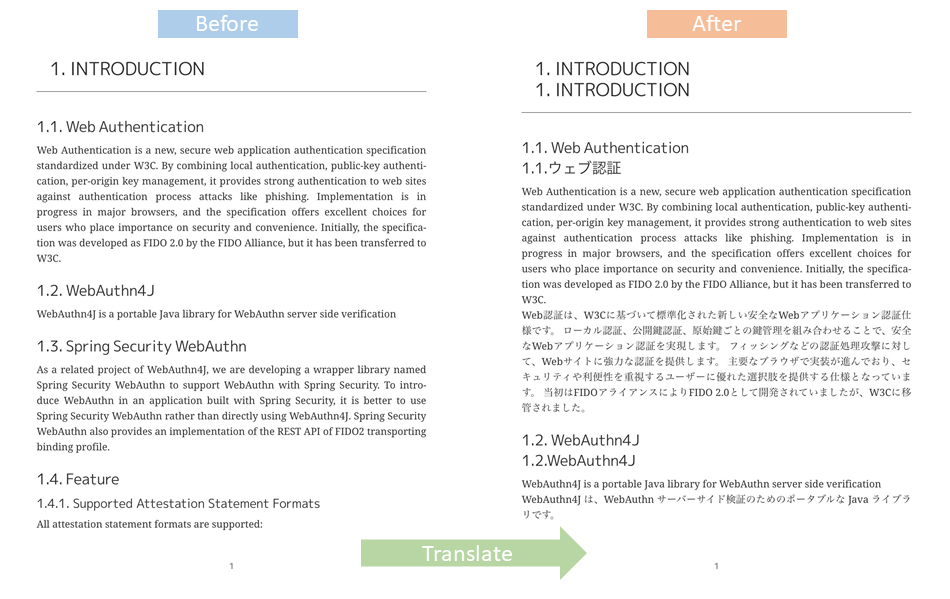 Before
1. INTRODUCTION
1.1. Web Authentication
Web Authentication is a new, secure web application authentication specification
standardized under W3C. By combining local authentication, public-key authenti-
cation, per-origin key management, it provides strong authentication to web sites
against authentication process attacks like phishing. Implementation is in
progress in major browsers, and the specification offers excellent choices for
users who place importance on security and convenience. Initially, the specifica-
tion was developed as FIDO 2.0 by the FIDO Alliance, but it has been transferred to
W3C.
1.2. WebAuthn4J
WebAuthn4J is a portable Java library for WebAuthn server side verification
1.3. Spring Security WebAuthn
As a related project of WebAuthn4J, we are developing a wrapper library named
Spring Security WebAuthn to support WebAuthn with Spring Security. To intro-
duce WebAuthn in an application built with Spring Security, it is better to use
Spring Security WebAuthn rather than directly using WebAuthn4J. Spring Security
WebAuthn also provides an implementation of the REST API of FIDO2 transporting
binding profile.
1.4. Feature
1.4.1. Supported Attestation Statement Formats
All attestation statement formats are supported:
1
After
1. INTRODUCTION
1. INTRODUCTION
1.1. Web Authentication
1.1.ウェブ認証
Web Authentication is a new, secure web application authentication specification
standardized under W3C. By combining local authentication, public-key authenti-
cation, per-origin key management, it provides strong authentication to web sites
against authentication process attacks like phishing. Implementation is in
progress in major browsers, and the specification offers excellent choices for
users who place importance on security and convenience. Initially, the specifica-
tion was developed as FIDO 2.0 by the FIDO Alliance, but it has been transferred to
W3C.
Web認証は、W3Cに基づいて標準化された新しい安全なWebアプリケーション認証仕
様です。 ローカル認証、公開鍵認証、原始鍵ごとの鍵管理を組み合わせることで、安全
なWebアプリケーション認証を実現します。 フィッシングなどの認証処理攻撃に対し
て、Webサイトに強力な認証を提供します。 主要なブラウザで実装が進んでおり、セ
キュリティや利便性を重視するユーザーに優れた選択肢を提供する仕様となっていま
す。 当初はFIDOアライアンスによりFIDO 2.0として開発されていましたが、W3Cに移
管されました。
1.2. WebAuthn4J
1.2.WebAuthn4J
WebAuthn4J is a portable Java library for WebAuthn server side verification
WebAuthn4J は、WebAuthn サーバーサイド検証のためのポータブルな Java ライブラ
リです。
1
Translate